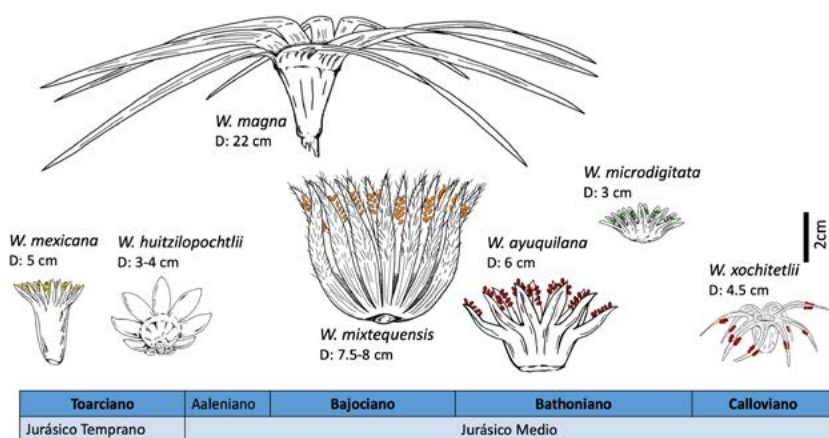 W. magna
D: 22 cm
W. microdigitata
D: 3 cm
W. mexicana
D: 5 cm
W. huitzilopochtlii
D: 3-4 cm
W. ayuquilana
D: 6 cm
2cm
W. xochitetlii
D: 4.5 cm
W. mixtequensis
D: 7.5-8 cm
Toarciano Aaleniano Bajociano Bathoniano Calloviano
Jurásico Temprano Jurásico Medio